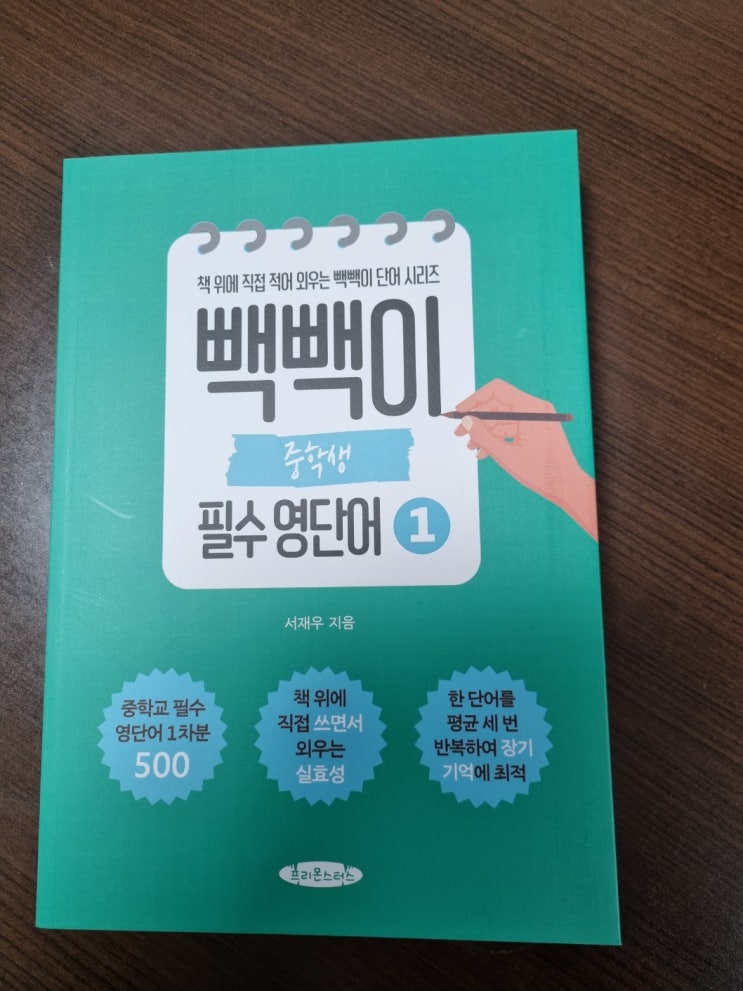 책 위에 직접 적어 외우는 빽빽이 단어 시리즈
빽빽이
중학생
필수 영단어 1
서재우 지음
중학교 필수
영단어 1차분
500
책 위에
직접 쓰면서
외우는
실효성
한 단어를
평균 세 번
반복하여 장기
기억에 최적
프리몬스터스